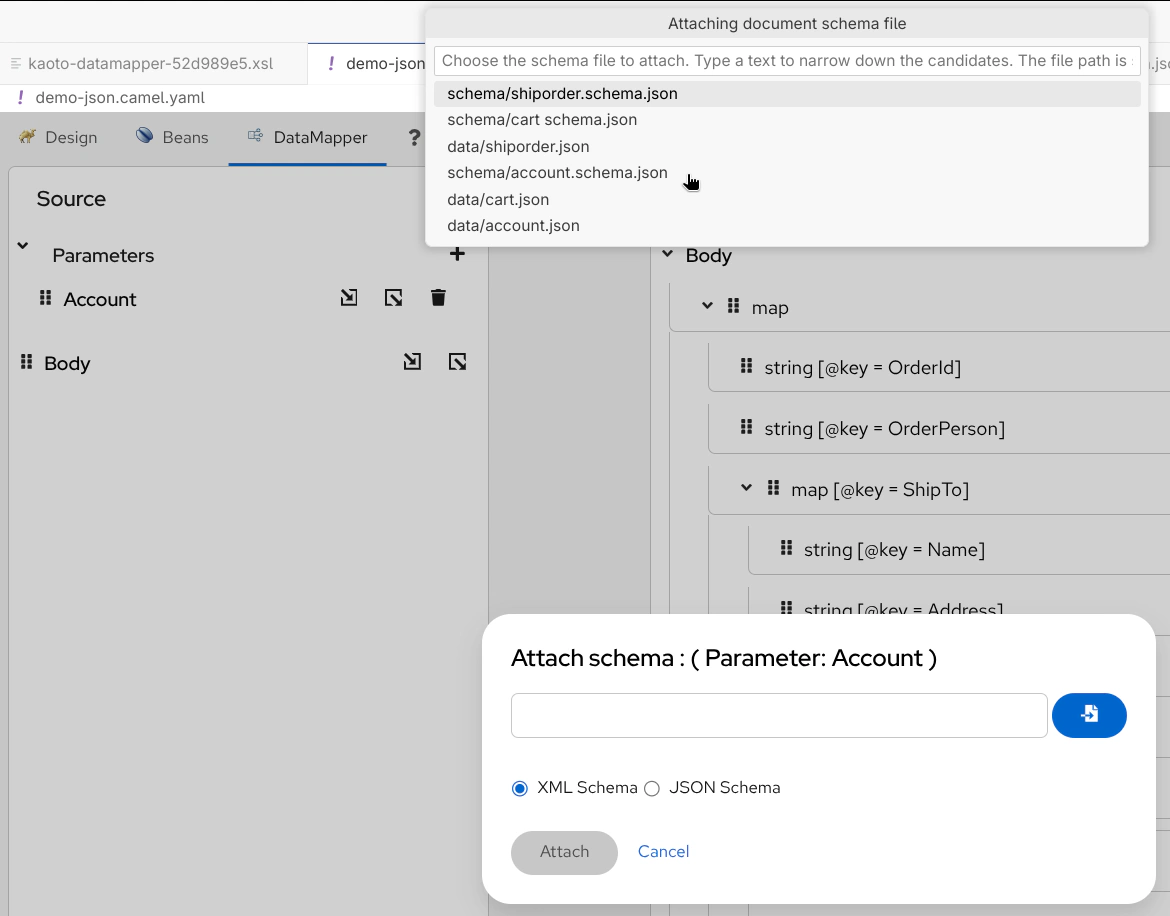 Attaching document schema file
kaoto-datamapper-52d989e5.xsl
! demo-json
Choose the schema file to attach. Type a text to narrow down the candidates. The file path is
.jso
! demo-json.camel.yaml
schema/shiporder.schema.json
schema/cart schema.json
data/shiporder.json
schema/account.schema.json
data/cart.json
data/account.json
Design
Beans
DataMapper
?
Source
Parameters
Account
Body
Body
map
string [@key = OrderId]
string [@key = OrderPerson]
map [@key = ShipTo]
string [@key = Name]
string [@key = Address]
Attach schema : ( Parameter: Account )
XML Schema
JSON Schema
Attach
Cancel